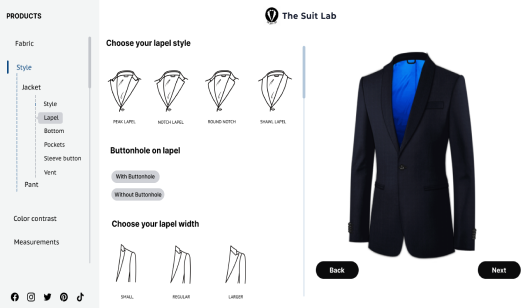 PRODUCTS
The Suit Lab
Fabric
Style
Jacket
Style
Lapel
Bottom
Pockets
Sleeve button
Vent
Pant
Color contrast
Measurements
Choose your lapel style
PEAK LAPEL
NOTCH LAPEL
ROUND NOTCH
SHAWL LAPEL
Buttonhole on lapel
With Buttonhole
Without Buttonhole
Choose your lapel width
SMALL
REGULAR
LARGER
Back
Next